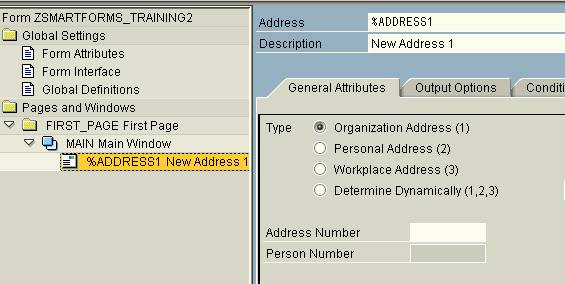 Form ZSMARTFORMS_TRAINING2
Global Settings
Form Attributes
Form Interface
Global Definitions
Pages and Windows
FIRST_PAGE First Page
MAIN Main Window
%ADDRESS1 New Address 1
Address %ADDRESS1
Description New Address 1
General Attributes Output Options
Type Organization Address (1)
Personal Address (2)
Workplace Address (3)
Determine Dynamically (1,2,3)
Address Number
Person Number